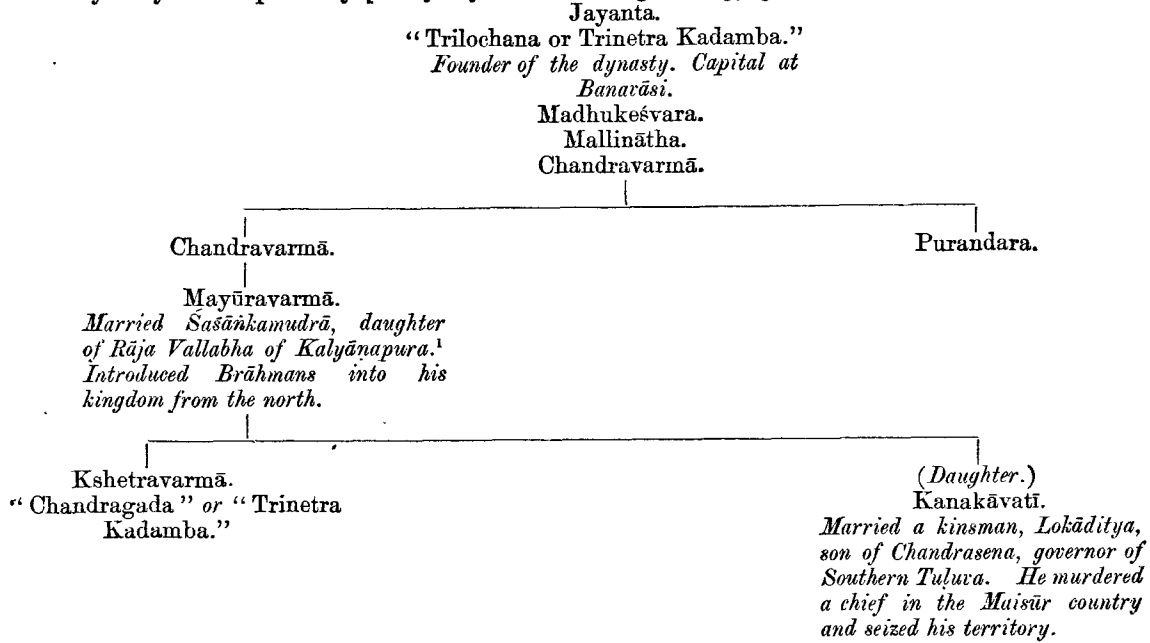 Jayanta.
“Trilochana or Trinetra Kadamba.”
Founder of the dynasty. Capital at
Banavāsi.
Madhukeśvara.
Mallinātha.
Chandravarmā.
Chandravarmā.
Purandara.
Mayūravarmā.
Married Śaśāṅkamudrā, daughter
of Rāja Vallabha of Kalyāṇapura.¹
Introduced Brāhmans into his
kingdom from the north.
Kshetravarmā.
“Chandragada” or “Trinetra
Kadamba.”
(Daughter.)
Kanakāvatī.
Married a kinsman, Lokāditya,
son of Chandrasena, governor of
Southern Tuḷuva. He murdered
a chief in the Maisūr country
and seized his territory.